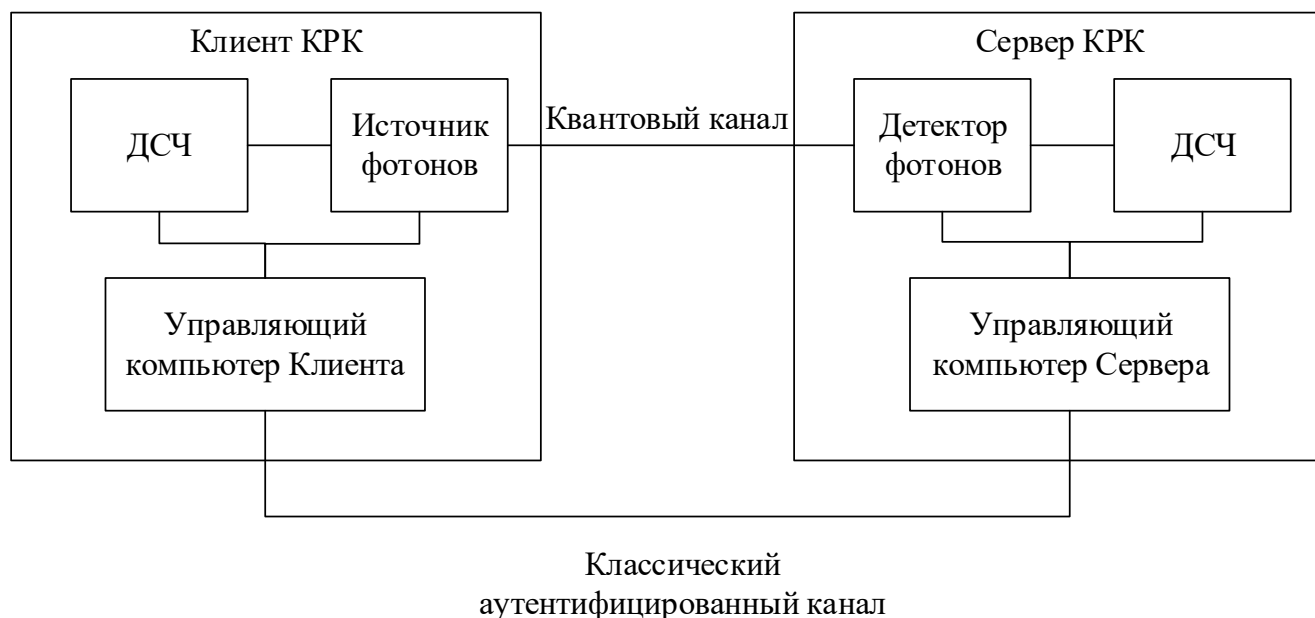 Клиент КРК
ДСЧ
Источник
фотонов
Управляющий
компьютер Клиента
Квантовый канал
Сервер КРК
Детектор
фотонов
ДСЧ
Управляющий
компьютер Сервера
Классический
аутентифицированный канал